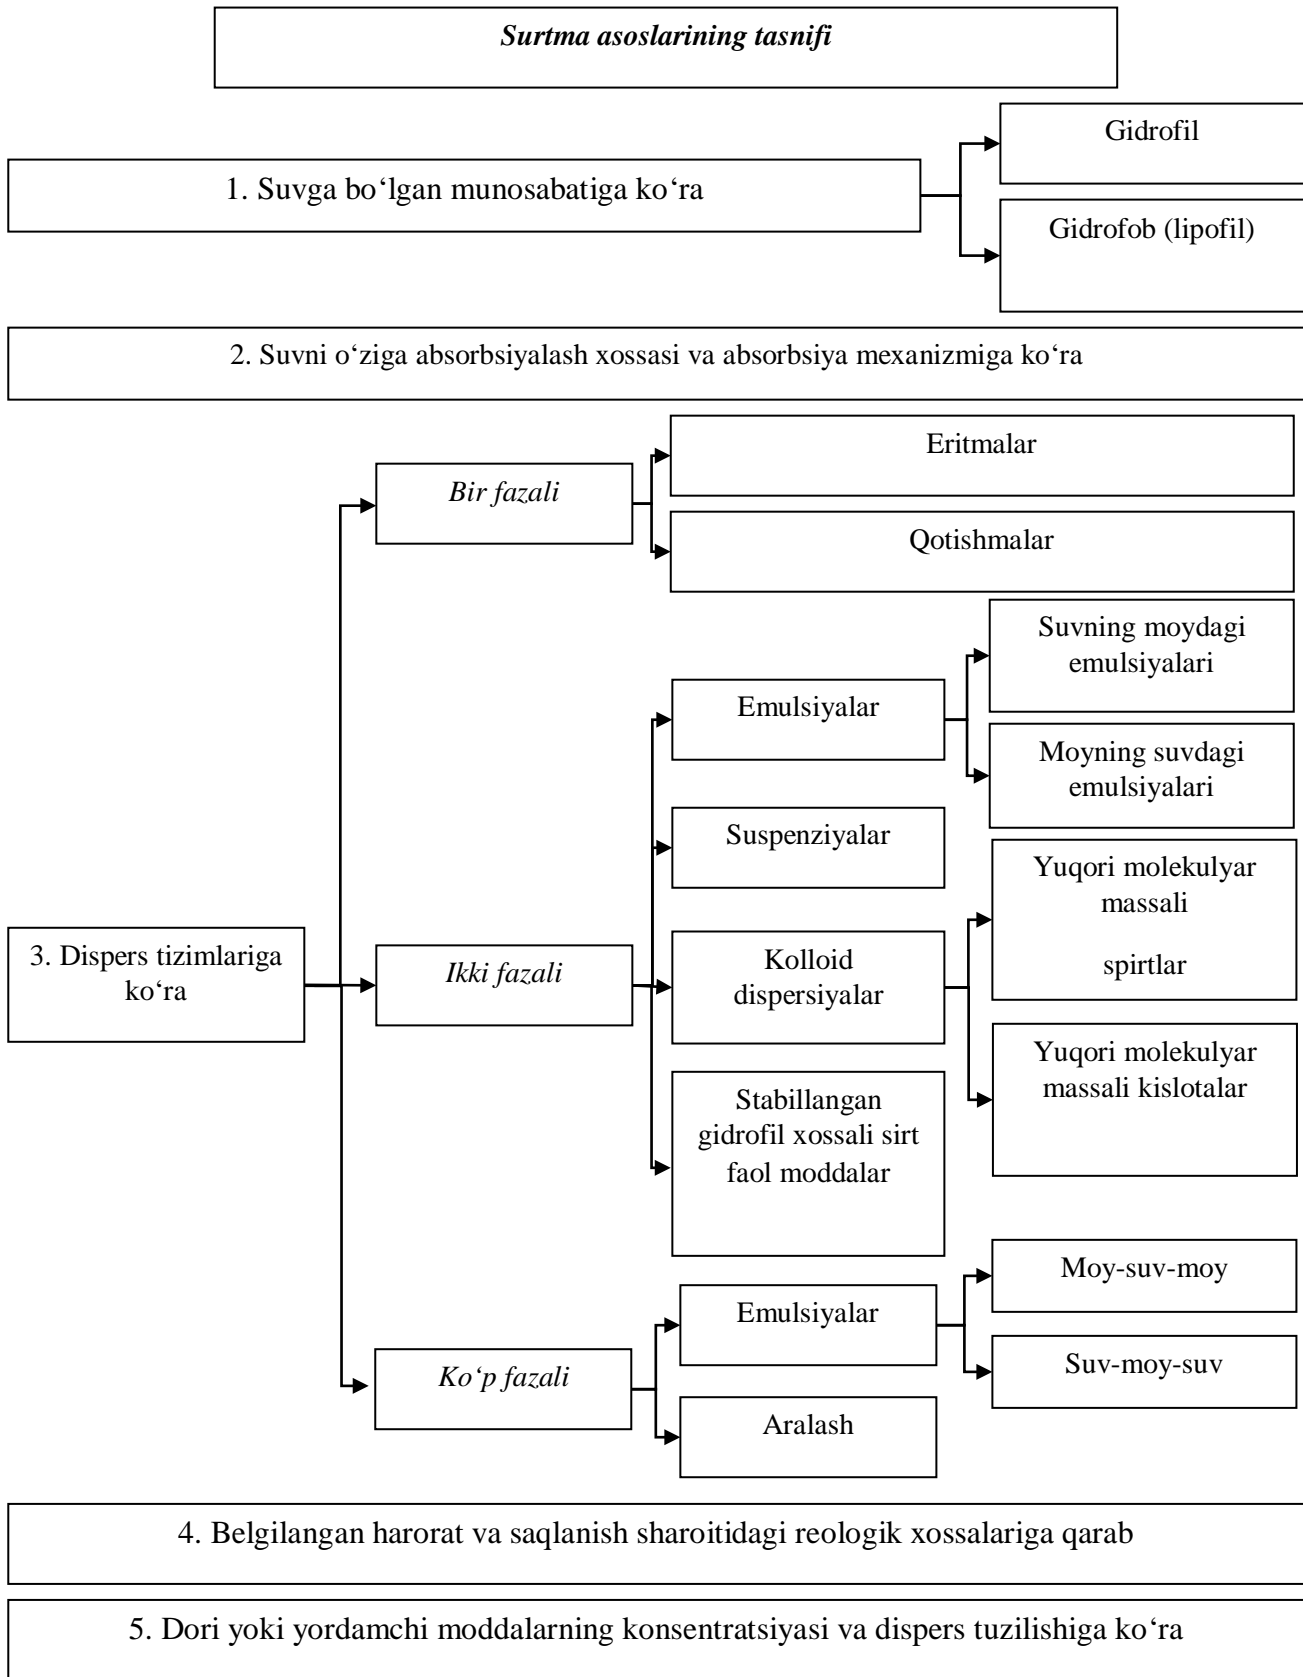 Surtma asoslarining tasnifi
Gidrofil
1. Suvga bo‘lgan munosabatiga ko‘ra
Gidrofob (lipofil)
2. Suvni o‘ziga absorbsiyalash xossasi va absorbsiya mexanizmiga ko‘ra
Eritmalar
Bir fazali
Qotishmalar
Suvning moydagi
emulsiyalari
Emulsiyalar
Moyning suvdagi
emulsiyalari
Suspenziyalar
Yuqori molekulyar
massali
spirtlar
3. Dispers tizimlariga
ko‘ra
Ikki fazali
Kolloid
dispersiyalar
Yuqori molekulyar
massali kislotalar
Stabillangan
gidrofil xossali sirt
faol moddalar
Moy-suv-moy
Emulsiyalar
Suv-moy-suv
Ko‘p fazali
Aralash
4. Belgilangan harorat va saqlanish sharoitidagi reologik xossalariga qarab
5. Dori yoki yordamchi moddalarning konsentratsiyasi va dispers tuzilishiga ko‘ra